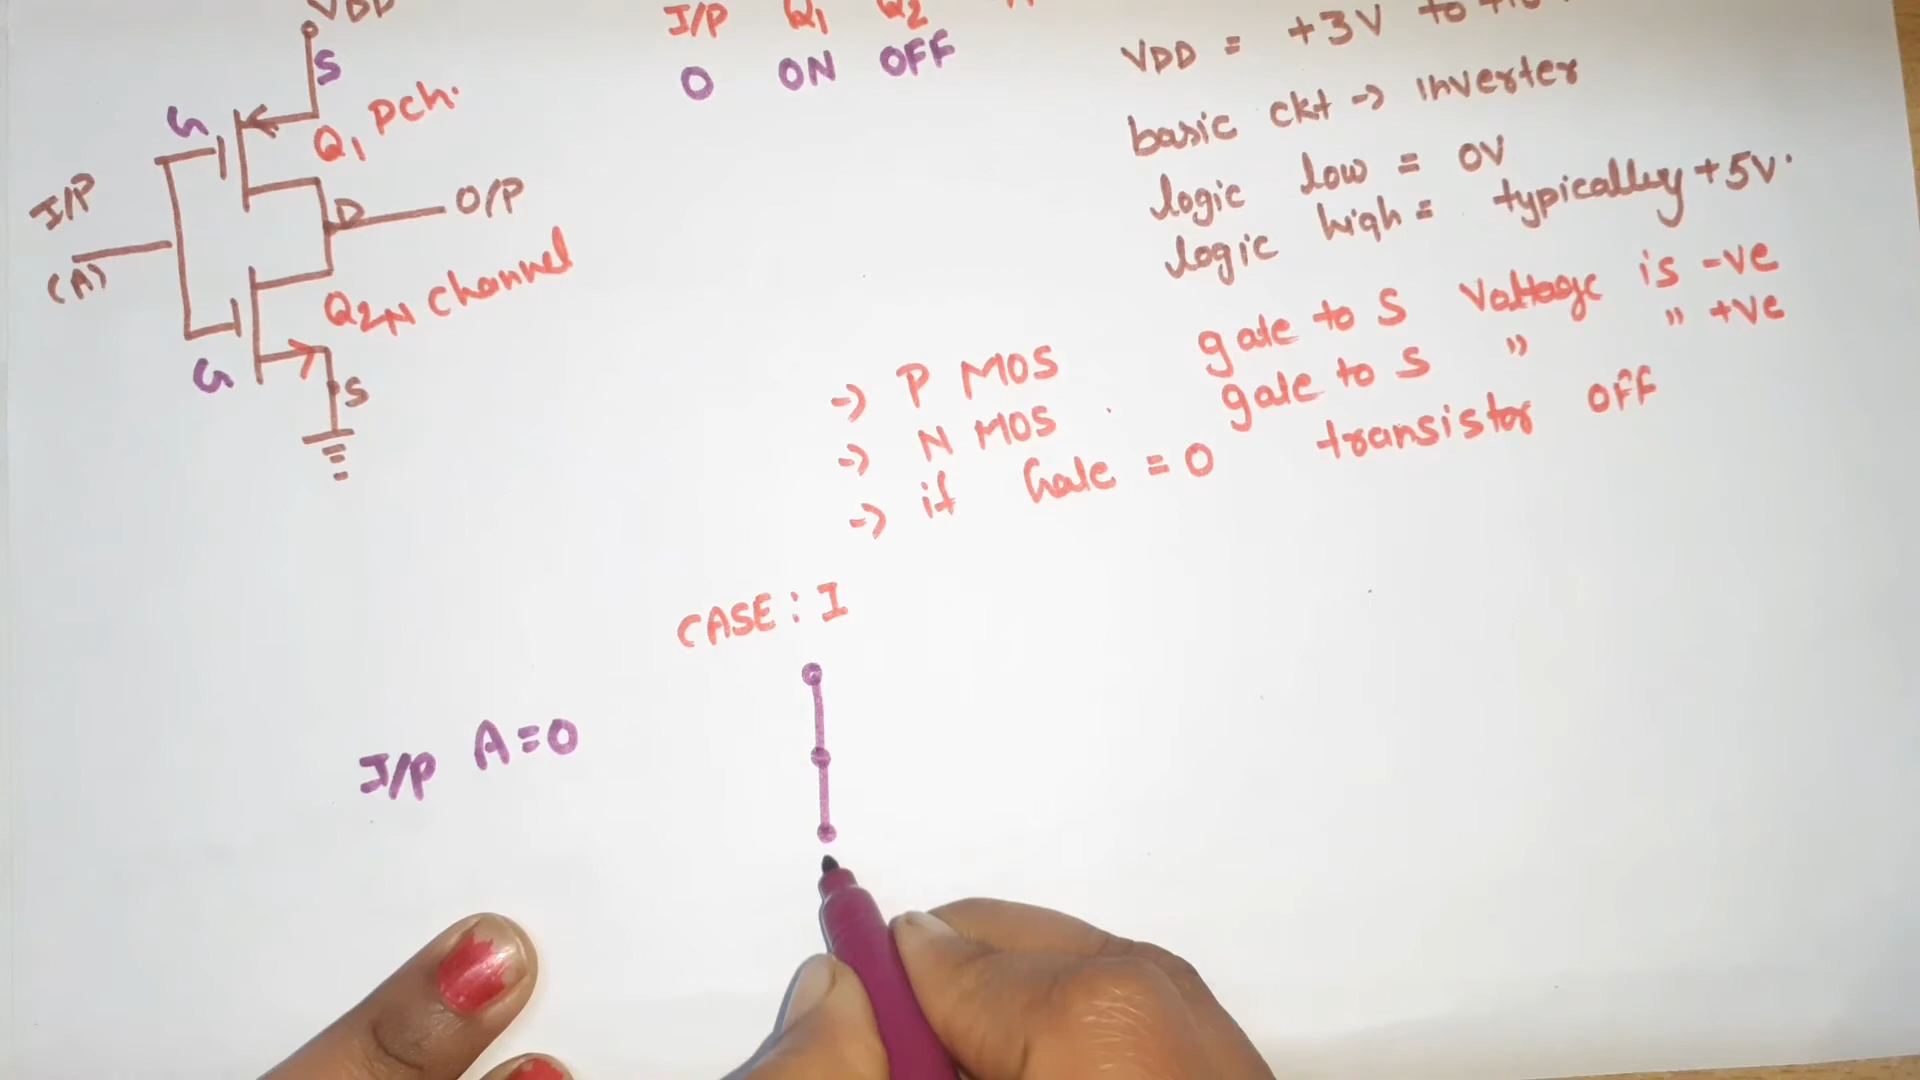 VDD
S
G
Q1 Pch.
I/P
(A)
D
O/P
Q2 N channel
G
S
I/P Q1 Q2
O ON OFF
VDD = +3V to
basic ckt -> inverter
logic low = 0V
logic high = typically +5V.
-> P MOS gate to S Voltage is -ve
-> N MOS gate to S " " +ve
-> if Gate = 0 transistor OFF
CASE : I
I/P A=0